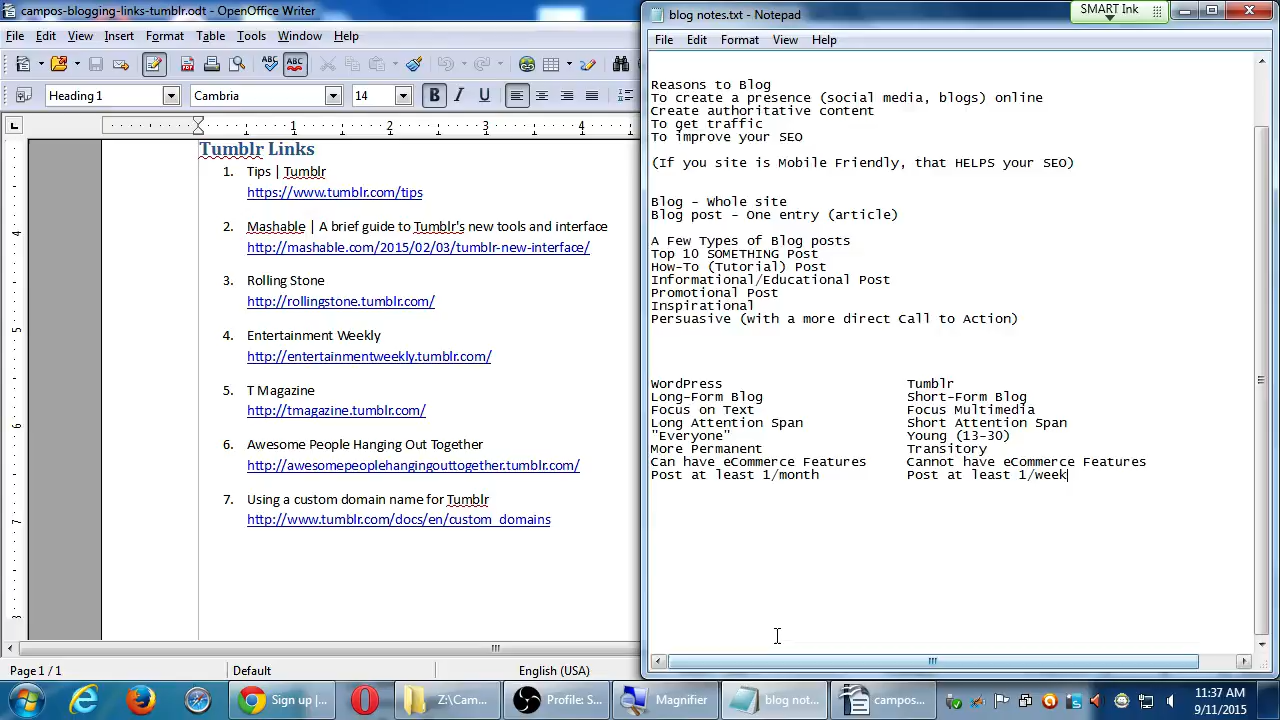 campos-blogging-links-tumblr.odt - OpenOffice Writer
File Edit View Insert Format Table Tools Window Help
Heading 1 Cambria 14 B I U
1 2 3 4
Tumblr Links
1. Tips | Tumblr
https://www.tumblr.com/tips
2. Mashable | A brief guide to Tumblr's new tools and interface
http://mashable.com/2015/02/03/tumblr-new-interface/
3. Rolling Stone
http://rollingstone.tumblr.com/
4. Entertainment Weekly
http://entertainmentweekly.tumblr.com/
5. T Magazine
http://tmagazine.tumblr.com/
6. Awesome People Hanging Out Together
http://awesomepeoplehangingouttogether.tumblr.com/
7. Using a custom domain name for Tumblr
http://www.tumblr.com/docs/en/custom_domains
4
5
6
7
Page 1 / 1 Default English (USA)
blog notes.txt - Notepad
SMART Ink
File Edit Format View Help
Reasons to Blog
To create a presence (social media, blogs) online
Create authoritative content
To get traffic
To improve your SEO
(If you site is Mobile Friendly, that HELPS your SEO)
Blog - Whole site
Blog post - One entry (article)
A Few Types of Blog posts
Top 10 SOMETHING Post
How-To (Tutorial) Post
Informational/Educational Post
Promotional Post
Inspirational
Persuasive (with a more direct Call to Action)
WordPress Tumblr
Long-Form Blog Short-Form Blog
Focus on Text Focus Multimedia
Long Attention Span Short Attention Span
"Everyone" Young (13-30)
More Permanent Transitory
Can have eCommerce Features Cannot have eCommerce Features
Post at least 1/month Post at least 1/week
Sign up |... Z:\Cam... Profile: S... Magnifier blog not... campos...
11:37 AM
9/11/2015